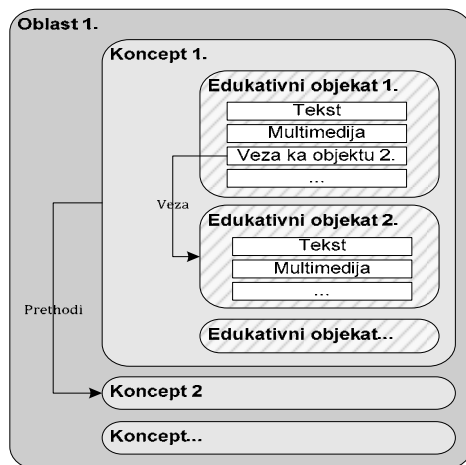 Oblast 1.
Koncept 1.
Edukativni objekat 1.
Tekst
Multimedija
Veza ka objektu 2.
...
Veza
Edukativni objekat 2.
Tekst
Multimedija
...
Prethodi
Edukativni objekat...
Koncept 2
Koncept...